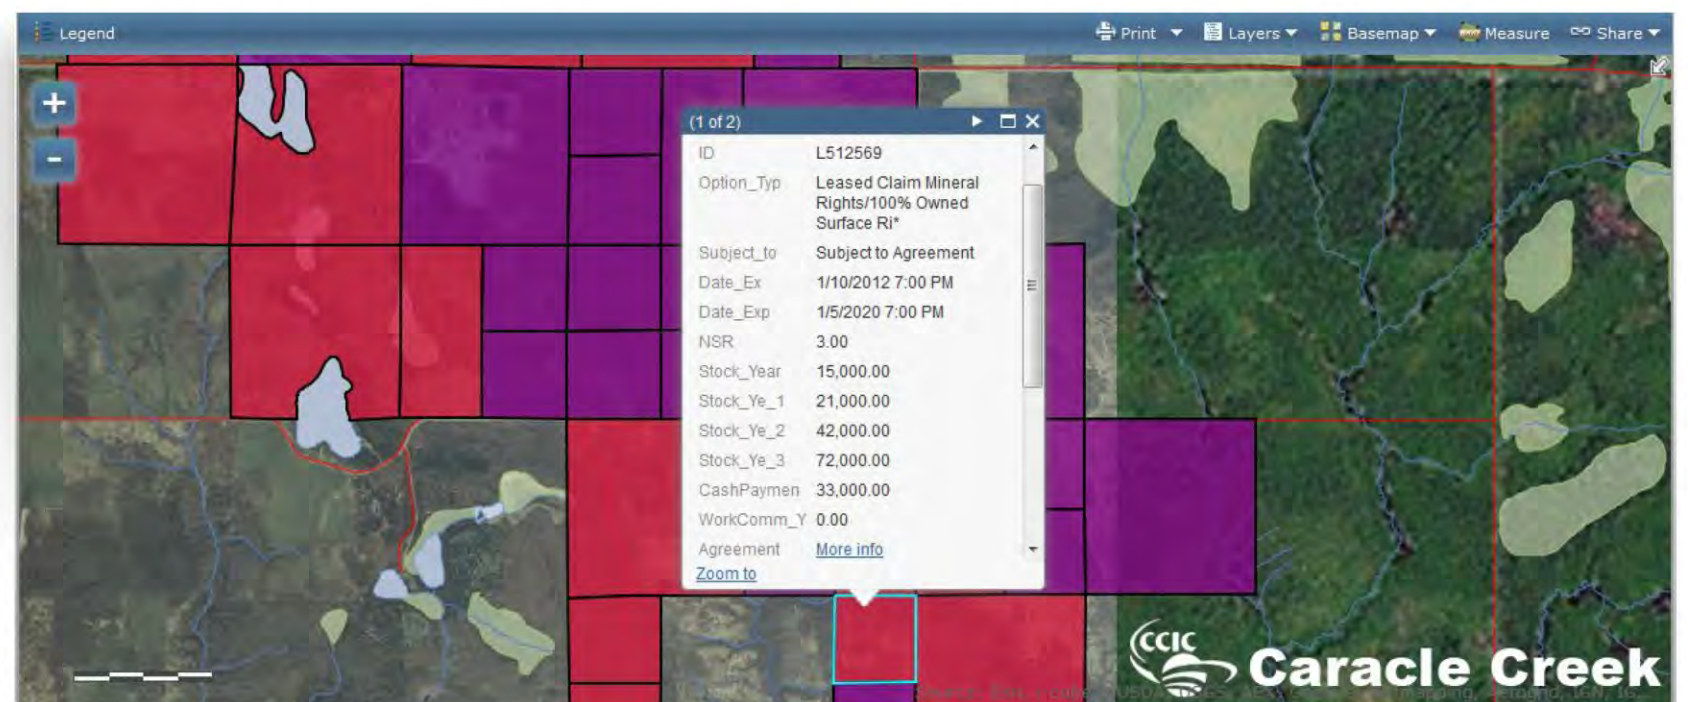 Legend
Print Layers Basemap Measure Share
+
-
(1 of 2)
ID L512569
Option_Typ Leased Claim Mineral
Rights/100% Owned
Surface Ri*
Subject_to Subject to Agreement
Date_Ex 1/10/2012 7:00 PM
Date_Exp 1/5/2020 7:00 PM
NSR 3.00
Stock_Year 15,000.00
Stock_Ye_1 21,000.00
Stock_Ye_2 42,000.00
Stock_Ye_3 72,000.00
CashPaymen 33,000.00
WorkComm_Y 0.00
Agreement More info
Zoom to
CCIC
Caracle Creek